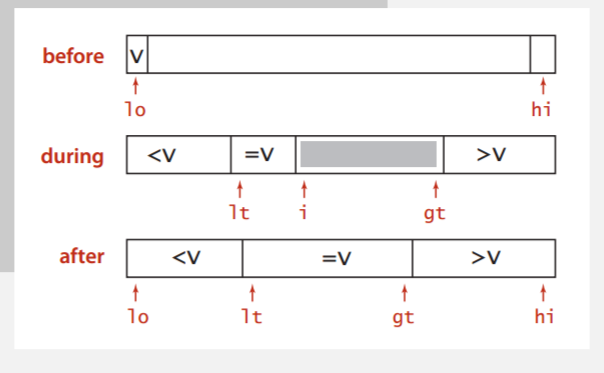 before V
lo hi
during <V =V >V
lt i gt
after <V =V >V
lo lt gt hi